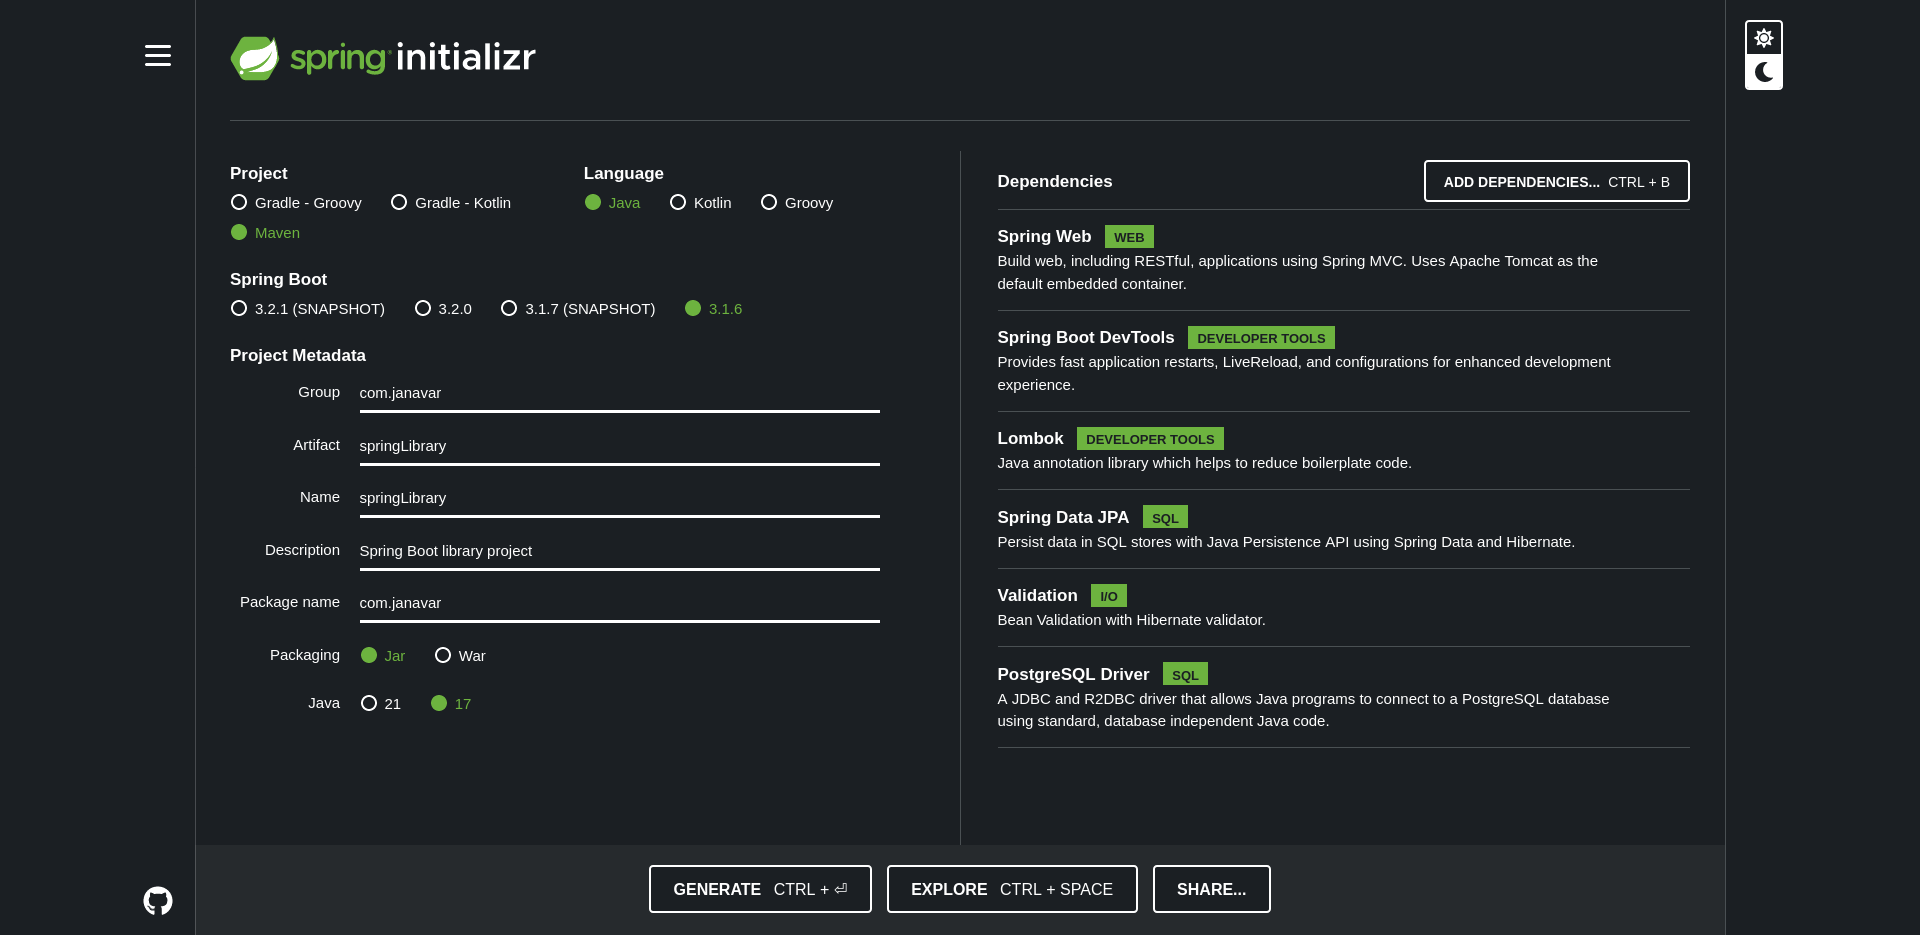 spring initializr
Project
Gradle - Groovy Gradle - Kotlin
Maven
Language
Java Kotlin Groovy
Spring Boot
3.2.1 (SNAPSHOT) 3.2.0 3.1.7 (SNAPSHOT) 3.1.6
Project Metadata
Group com.janavar
Artifact springLibrary
Name springLibrary
Description Spring Boot library project
Package name com.janavar
Packaging Jar War
Java 21 17
Dependencies ADD DEPENDENCIES... CTRL + B
Spring Web WEB
Build web, including RESTful, applications using Spring MVC. Uses Apache Tomcat as the
default embedded container.
Spring Boot DevTools DEVELOPER TOOLS
Provides fast application restarts, LiveReload, and configurations for enhanced development
experience.
Lombok DEVELOPER TOOLS
Java annotation library which helps to reduce boilerplate code.
Spring Data JPA SQL
Persist data in SQL stores with Java Persistence API using Spring Data and Hibernate.
Validation I/O
Bean Validation with Hibernate validator.
PostgreSQL Driver SQL
A JDBC and R2DBC driver that allows Java programs to connect to a PostgreSQL database
using standard, database independent Java code.
GENERATE CTRL + ⏎ EXPLORE CTRL + SPACE SHARE...